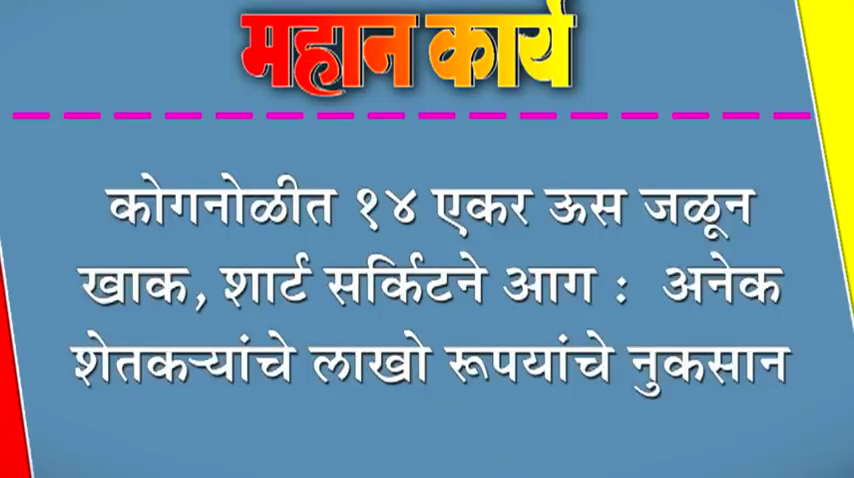 महान कार्य
कोगनोळीत १४ एकर ऊस जळून
खाक, शार्ट सर्किटने आग : अनेक
शेतकऱ्यांचे लाखो रूपयांचे नुकसान